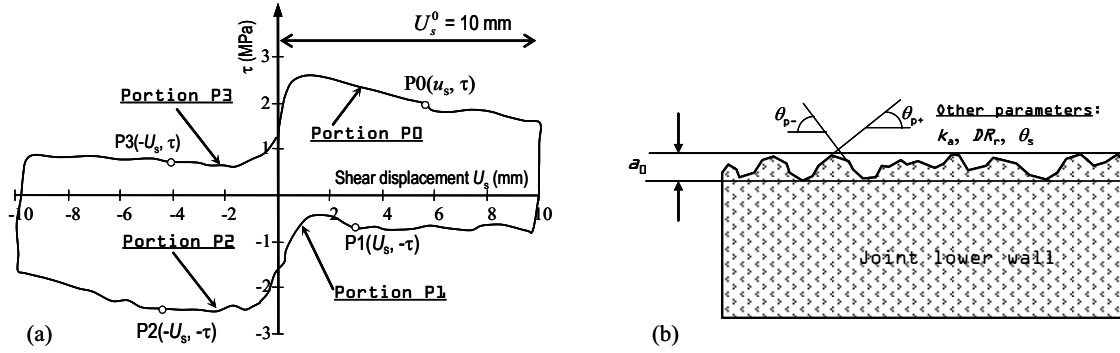 U_s^0 = 10 mm
τ (MPa)
3
2
1
-1
-2
-3
P0(u_s, τ)
Portion P3
Portion P0
P3(-U_s, τ)
Shear displacement U_s (mm)
-10 -8 -6 -4 -2 0 2 4 6 8 10
P1(U_s, -τ)
Portion P2
Portion P1
P2(-U_s, -τ)
(a)
θ_p- θ_p+
Other parameters:
k_a, DR_r, θ_s
a_0
Joint lower wall
(b)